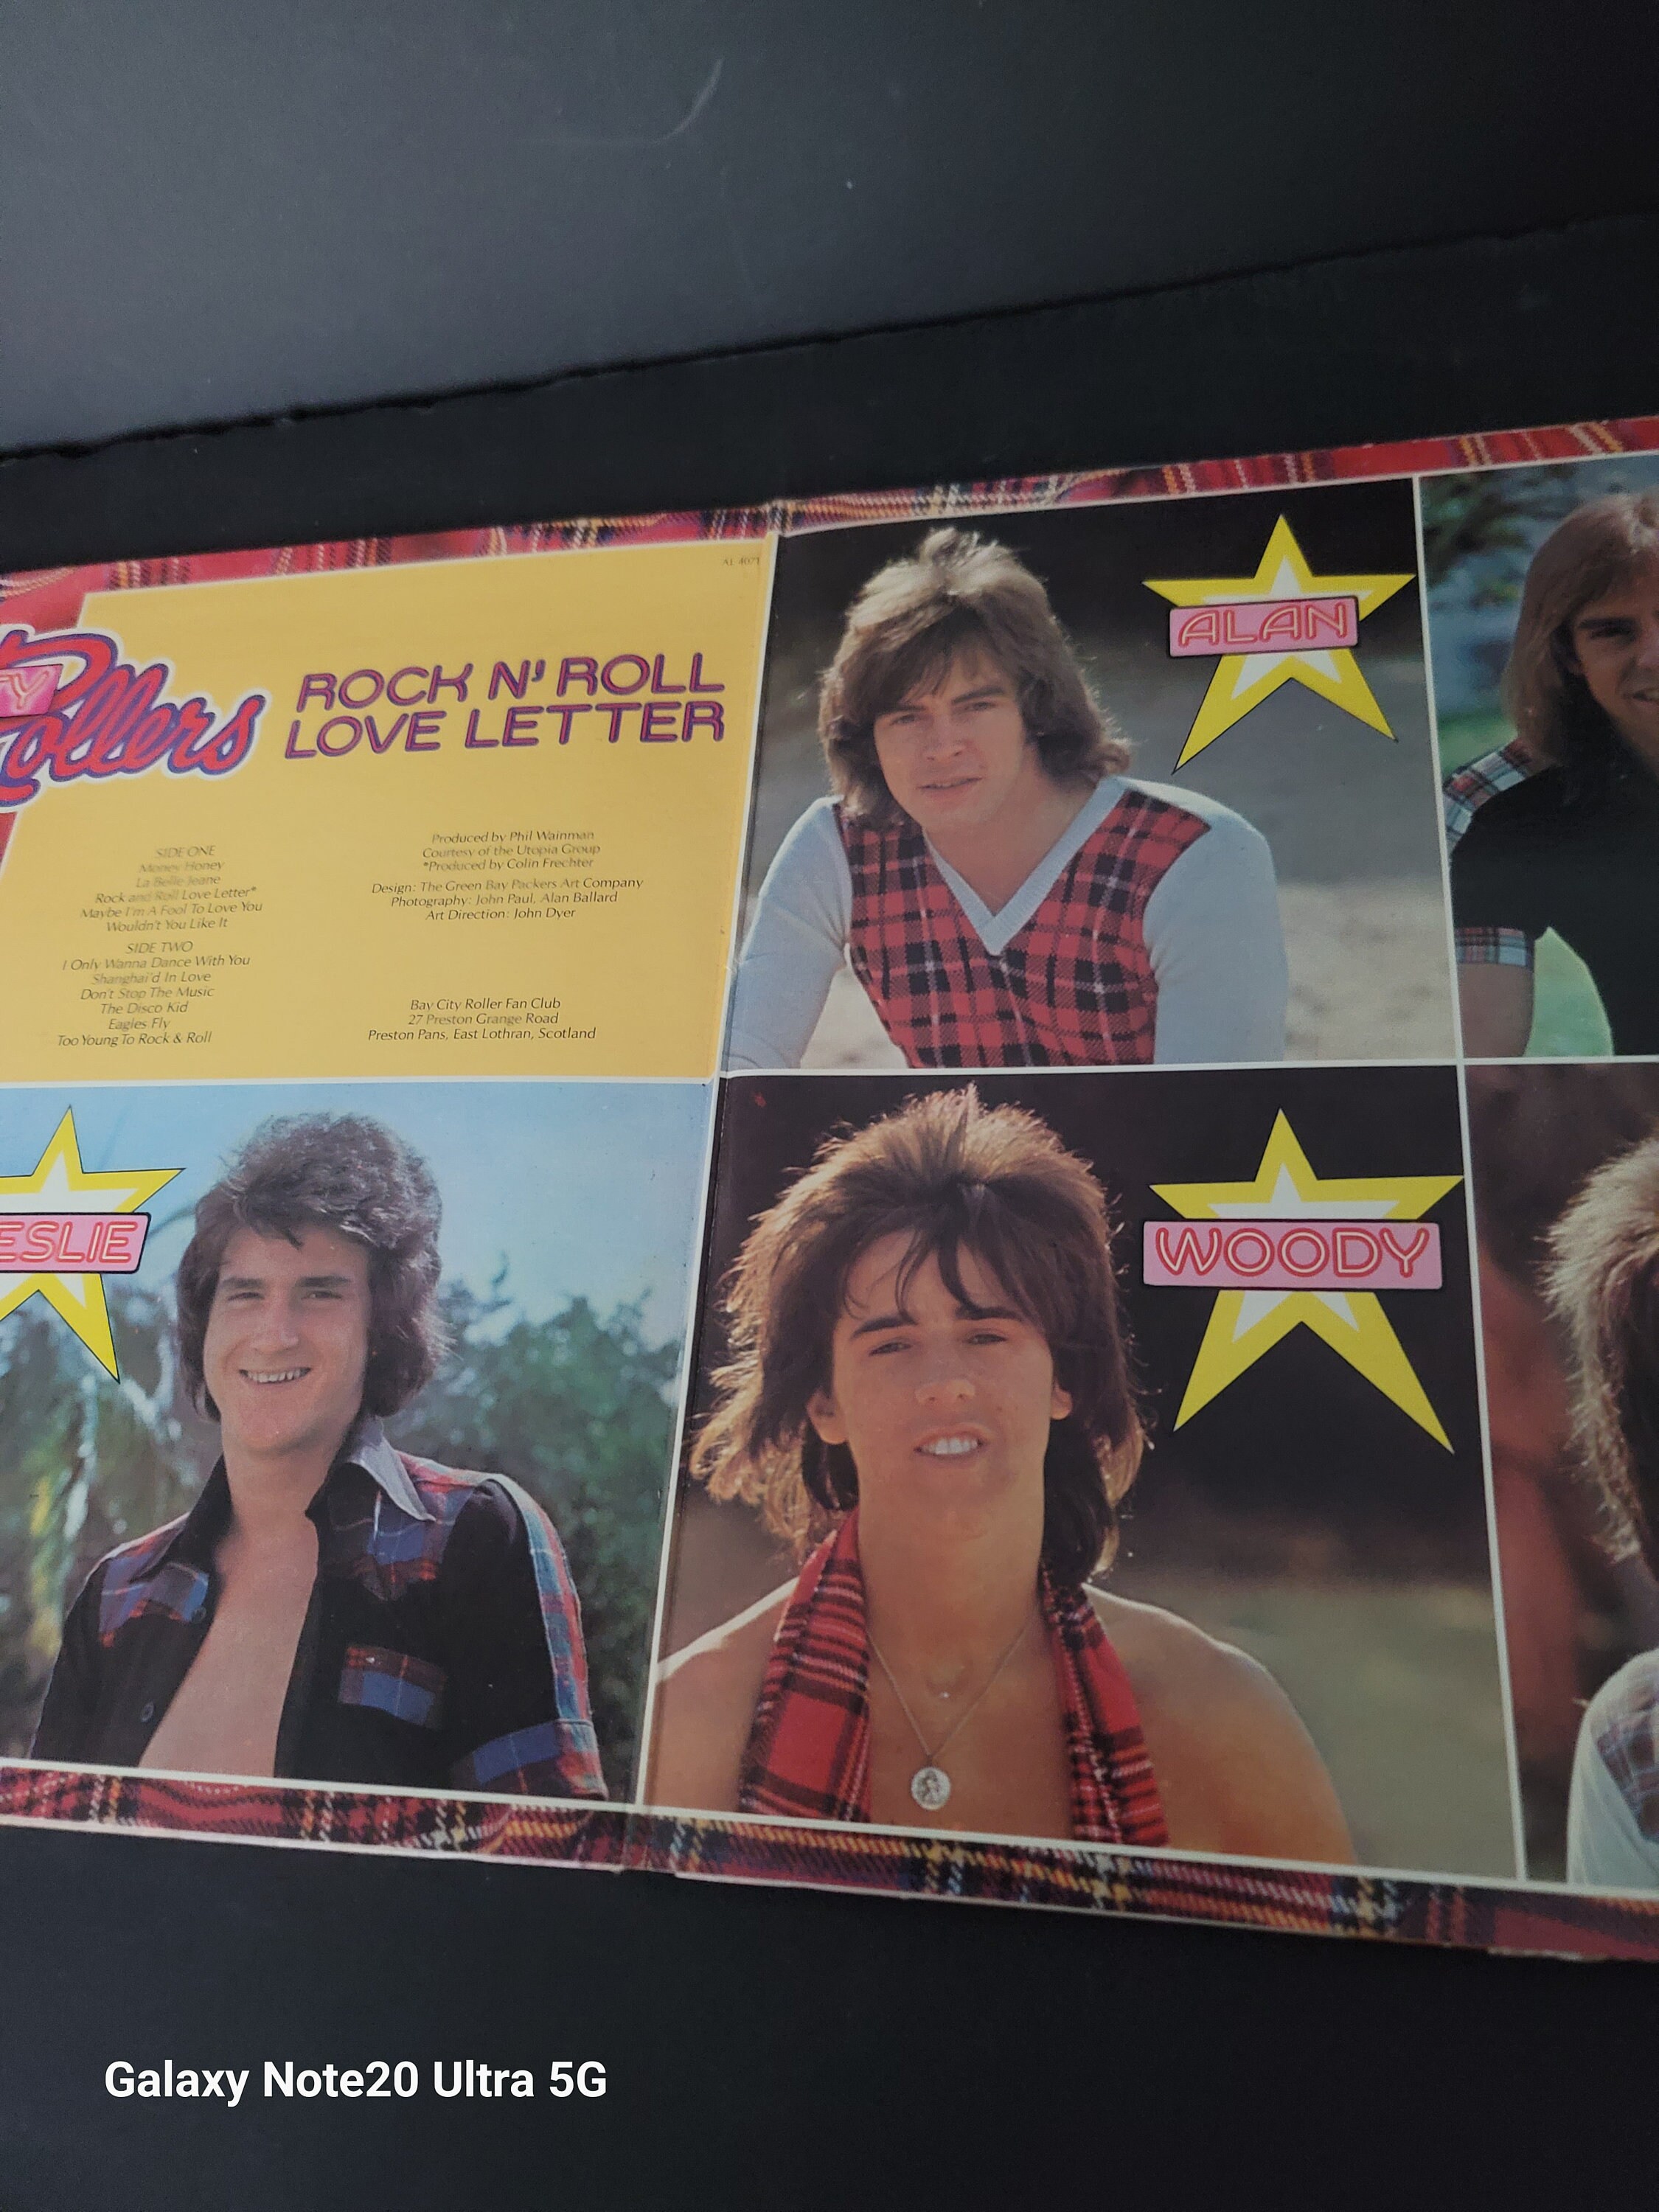 AL 4071
TY
Rollers
ROCK N' ROLL
LOVE LETTER
SIDE ONE
Money Honey
La Belle Jeane
Rock and Roll Love Letter*
Maybe I'm A Fool To Love You
Wouldn't You Like It
SIDE TWO
I Only Wanna Dance With You
Shanghai'd In Love
Don't Stop The Music
The Disco Kid
Eagles Fly
Too Young To Rock & Roll
Produced by Phil Wainman
Courtesy of the Utopia Group
*Produced by Colin Frechter
Design: The Green Bay Packers Art Company
Photography: John Paul, Alan Ballard
Art Direction: John Dyer
Bay City Roller Fan Club
27 Preston Grange Road
Preston Pans, East Lothran, Scotland
ALAN
ESLIE
WOODY
Galaxy Note20 Ultra 5G